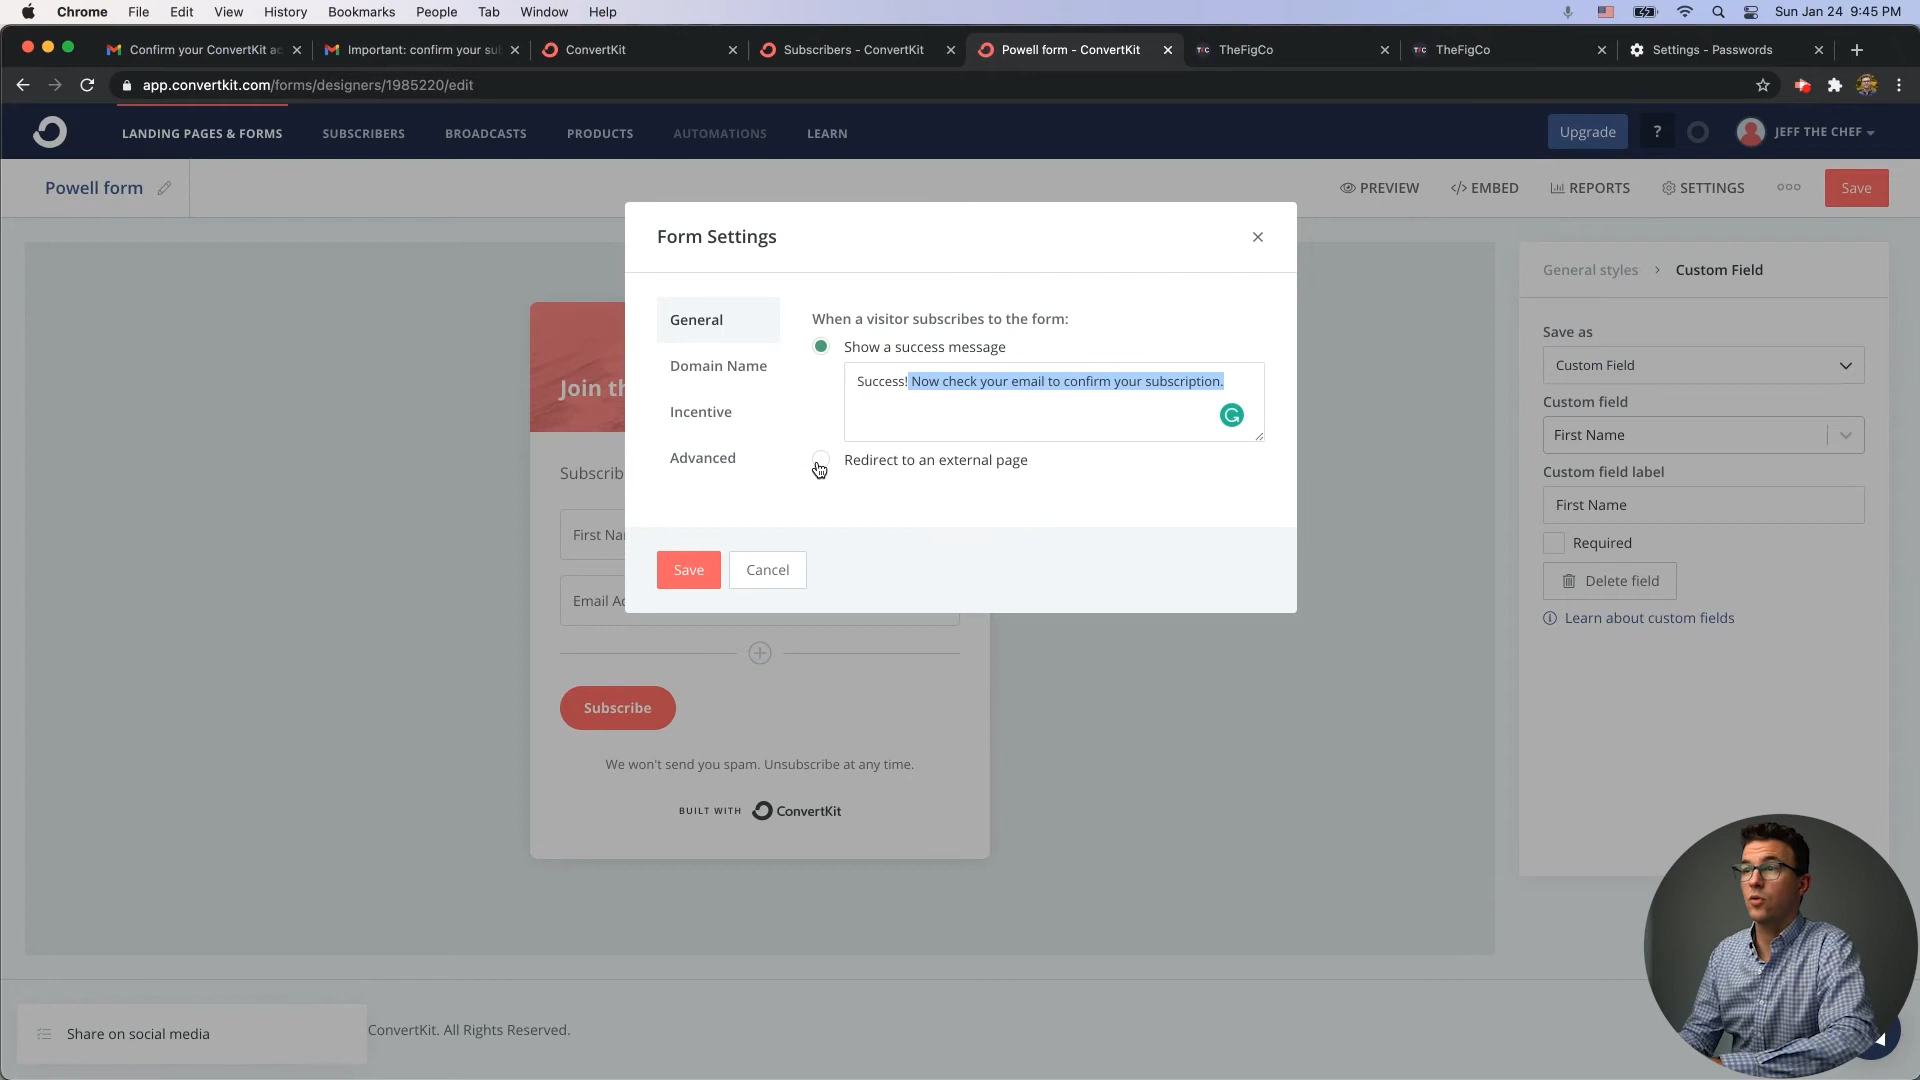 Chrome File Edit View History Bookmarks People Tab Window Help Sun Jan 24 9:45 PM
Confirm your ConvertKit ac Important: confirm your su ConvertKit Subscribers - ConvertKit Powell form - ConvertKit TFC TheFigCo TFC TheFigCo Settings - Passwords
app.convertkit.com/forms/designers/1985220/edit
LANDING PAGES & FORMS SUBSCRIBERS BROADCASTS PRODUCTS AUTOMATIONS LEARN Upgrade ? JEFF THE CHEF
Powell form PREVIEW </> EMBED REPORTS SETTINGS Save
Form Settings
General
Domain Name
Incentive
Advanced
When a visitor subscribes to the form:
Show a success message
Success! Now check your email to confirm your subscription.
Redirect to an external page
Save Cancel
Join th
Subscrib
First Na
Email Ad
Subscribe
We won't send you spam. Unsubscribe at any time.
BUILT WITH ConvertKit
General styles > Custom Field
Save as
Custom Field
Custom field
First Name
Custom field label
First Name
Required
Delete field
Learn about custom fields
Share on social media
ConvertKit. All Rights Reserved.